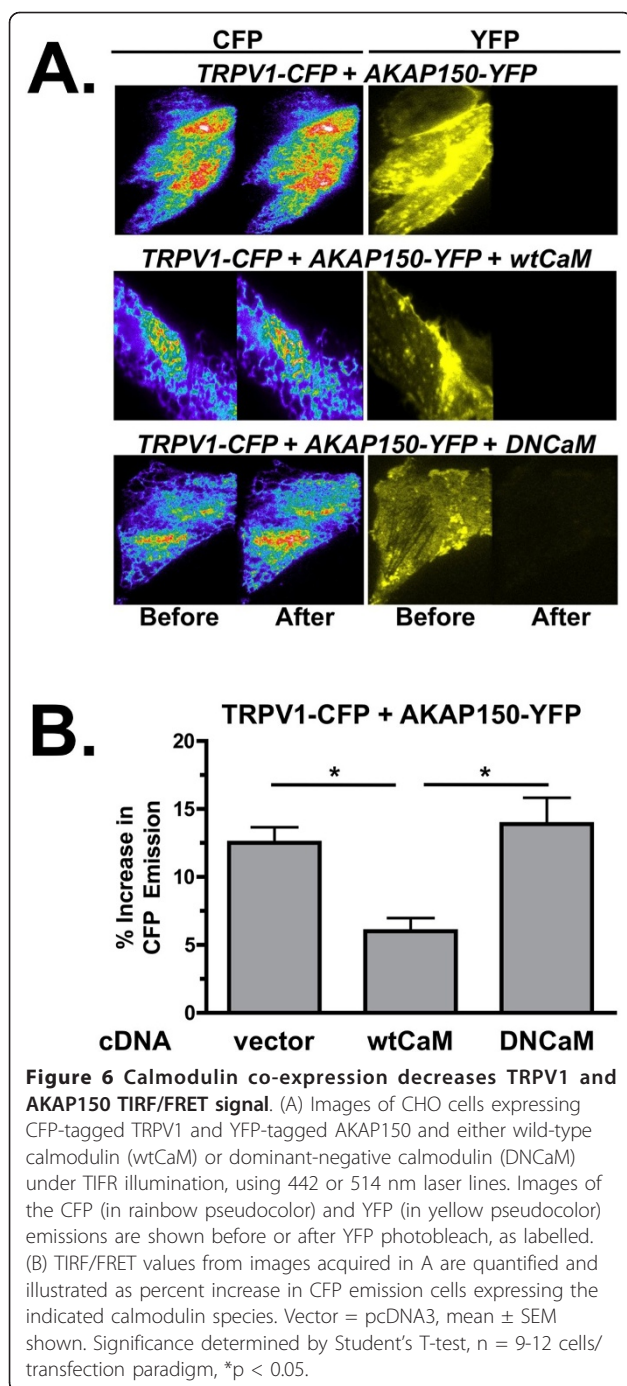 A.
CFP YFP
TRPV1-CFP + AKAP150-YFP
TRPV1-CFP + AKAP150-YFP + wtCaM
TRPV1-CFP + AKAP150-YFP + DNCaM
Before After Before After
B.
TRPV1-CFP + AKAP150-YFP
% Increase in
CFP Emission
20
15
10
5
0
* *
cDNA vector wtCaM DNCaM
Figure 6 Calmodulin co-expression decreases TRPV1 and
AKAP150 TIRF/FRET signal. (A) Images of CHO cells expressing
CFP-tagged TRPV1 and YFP-tagged AKAP150 and either wild-type
calmodulin (wtCaM) or dominant-negative calmodulin (DNCaM)
under TIFR illumination, using 442 or 514 nm laser lines. Images of
the CFP (in rainbow pseudocolor) and YFP (in yellow pseudocolor)
emissions are shown before or after YFP photobleach, as labelled.
(B) TIRF/FRET values from images acquired in A are quantified and
illustrated as percent increase in CFP emission cells expressing the
indicated calmodulin species. Vector = pcDNA3, mean ± SEM
shown. Significance determined by Student's T-test, n = 9-12 cells/
transfection paradigm, *p < 0.05.